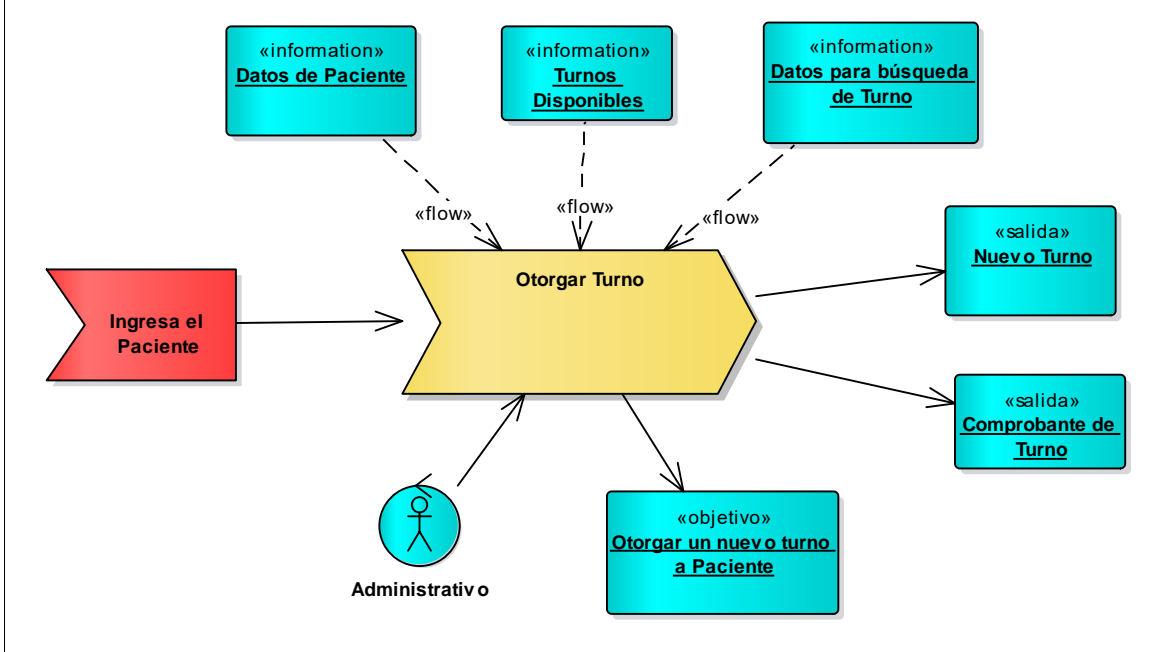 «information»
Datos de Paciente
«information»
Turnos
Disponibles
«information»
Datos para búsqueda
de Turno
«flow»
«flow»
«flow»
«salida»
Nuevo Turno
Otorgar Turno
Ingresa el
Paciente
«salida»
Comprobante de
Turno
«objetivo»
Otorgar un nuevo turno
a Paciente
Administrativo